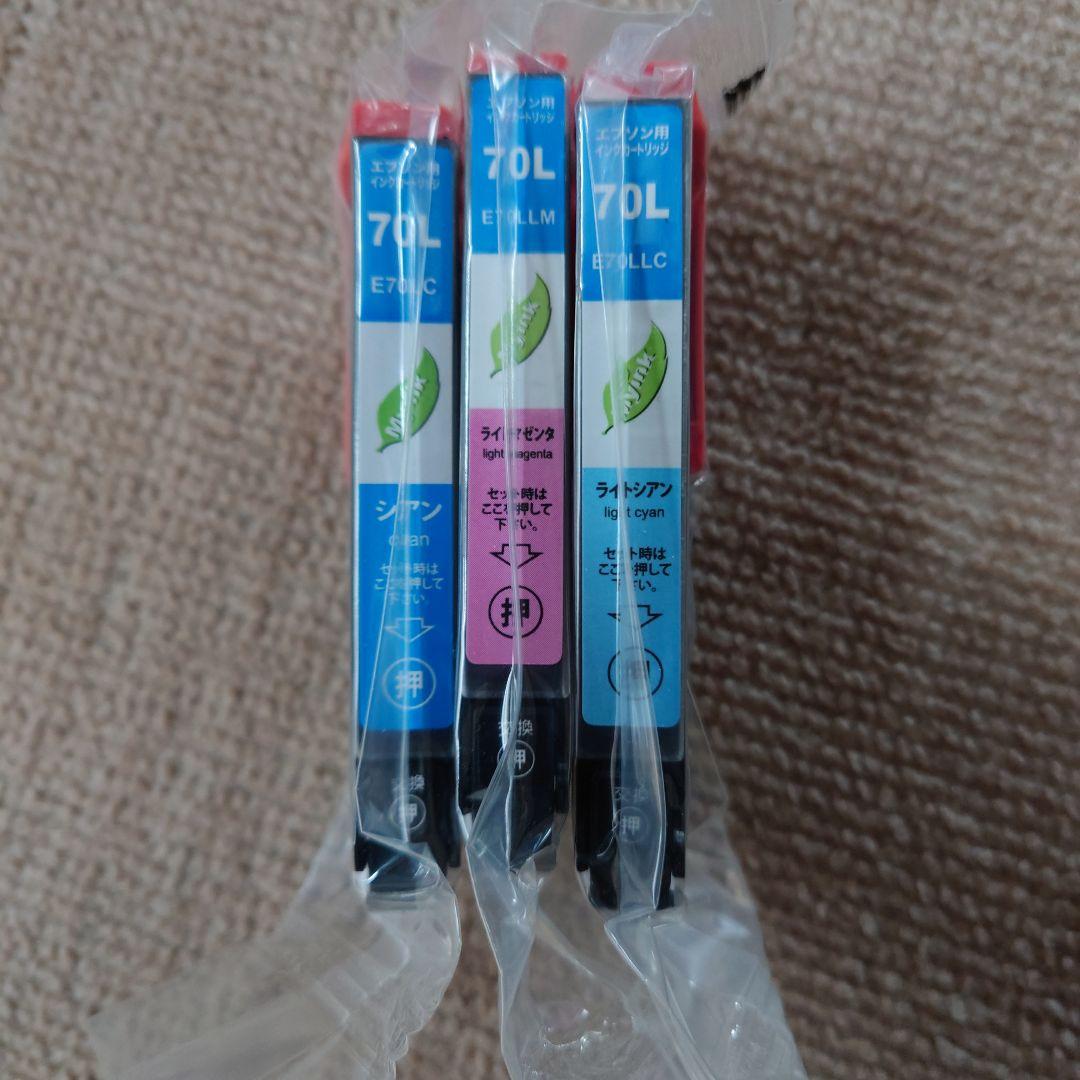 エプソン用
インクカートリッジ
70L
E70LC
Myink
シアン
cyan
セット時は
ここを押して
下さい。
押
交換
押
エプソン用
インクカートリッジ
70L
E70LLM
Myink
ライトマゼンタ
light magenta
セット時は
ここを押して
下さい。
押
交換
押
エプソン用
インクカートリッジ
70L
E70LLC
Myink
ライトシアン
light cyan
セット時は
ここを押して
下さい。
押
交換
押